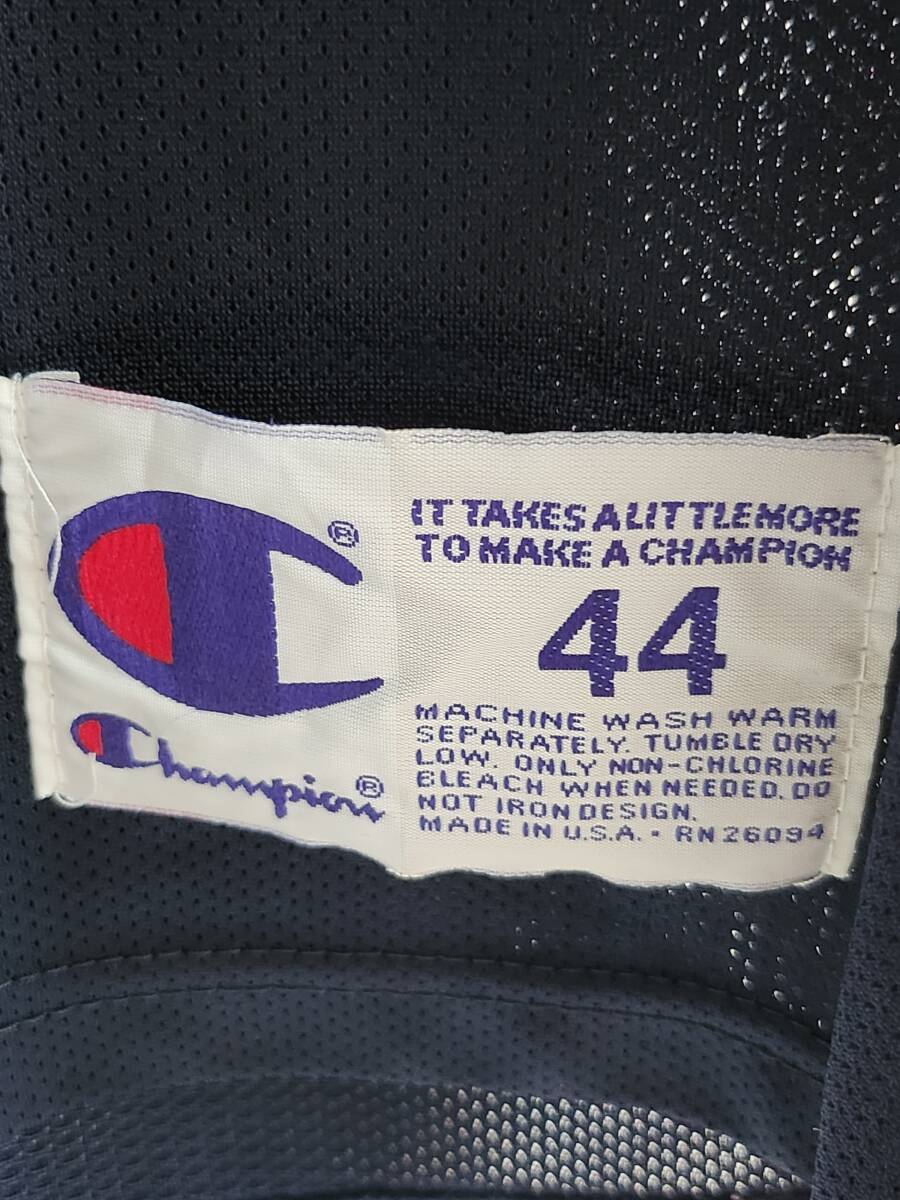 ®
Champion®
IT TAKES A LITTLE MORE
TO MAKE A CHAMPION
44
MACHINE WASH WARM
SEPARATELY. TUMBLE DRY
LOW. ONLY NON-CHLORINE
BLEACH WHEN NEEDED. DO
NOT IRON DESIGN.
MADE IN U.S.A. • RN 26094